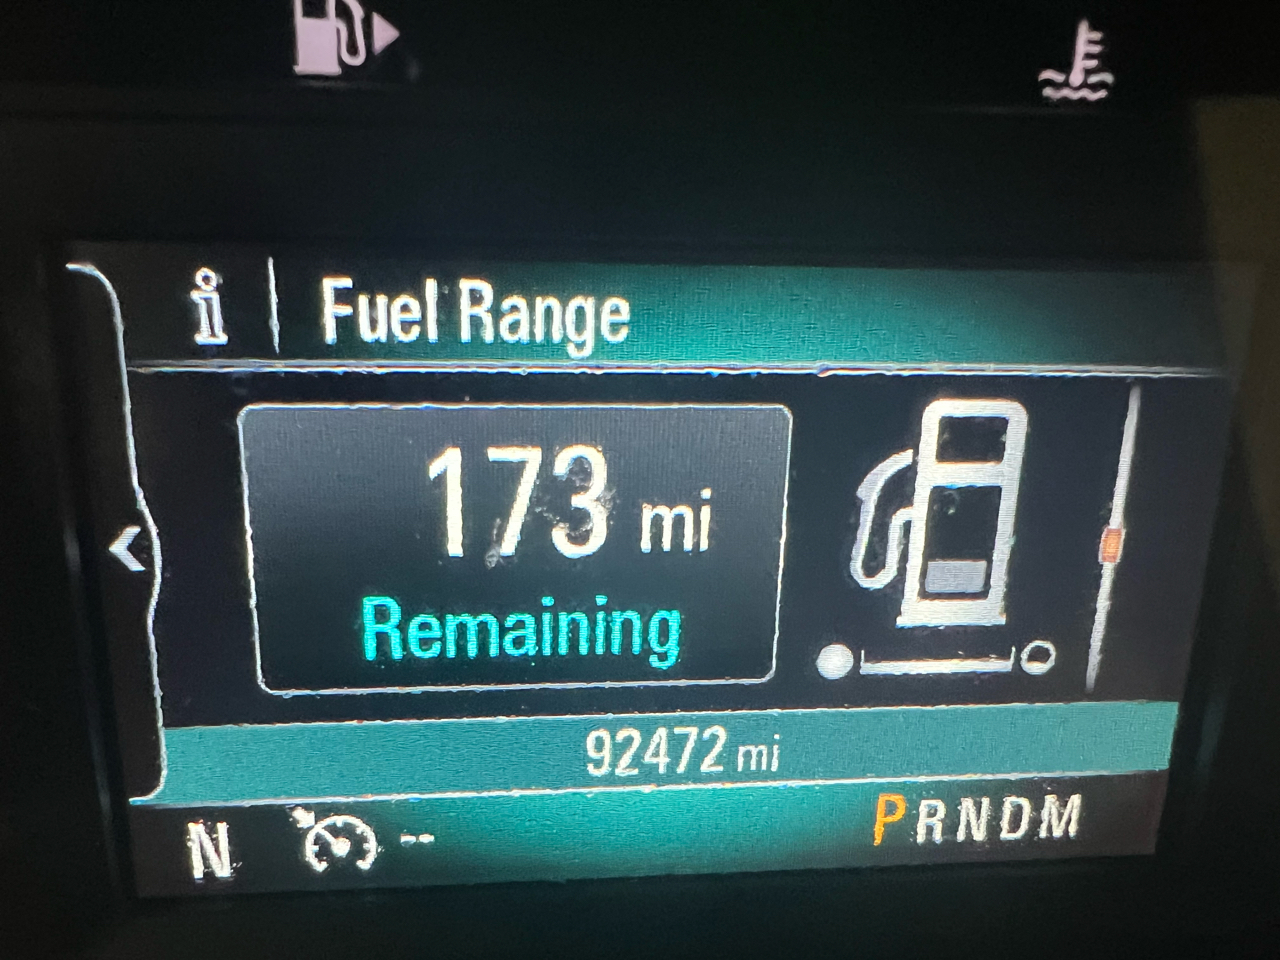 i Fuel Range
173 mi
Remaining
92472 mi
N -- PRNDM